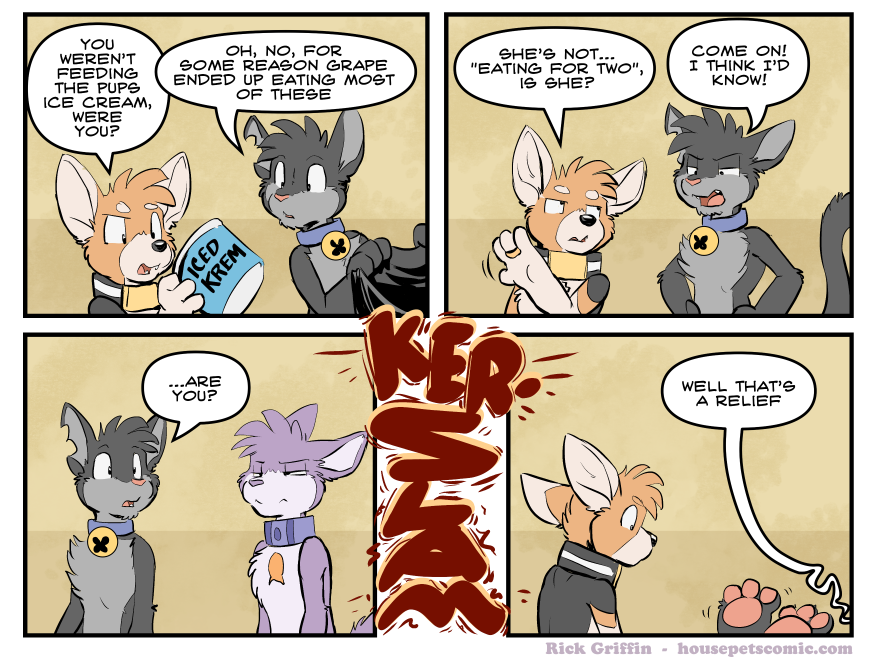 YOU
WEREN'T
FEEDING
THE PUPS
ICE CREAM,
WERE
YOU?
OH, NO, FOR
SOME REASON GRAPE
ENDED UP EATING MOST
OF THESE
ICED
KREM
SHE'S NOT...
"EATING FOR TWO",
IS SHE?
COME ON!
I THINK I'D
KNOW!
...ARE
YOU?
KER-
SLAM
WELL THAT'S
A RELIEF
Rick Griffin - housepetscomic.com